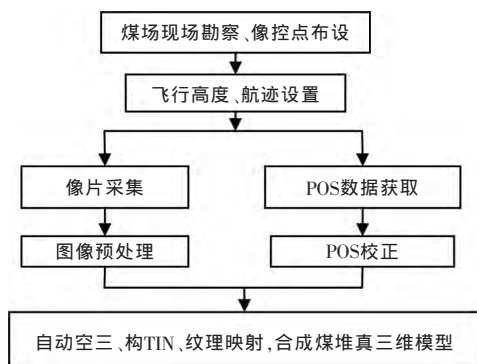 煤场现场勘察、像控点布设
飞行高度、航迹设置
像片采集
POS数据获取
图像预处理
POS校正
自动空三、构TIN、纹理映射,合成煤堆真三维模型